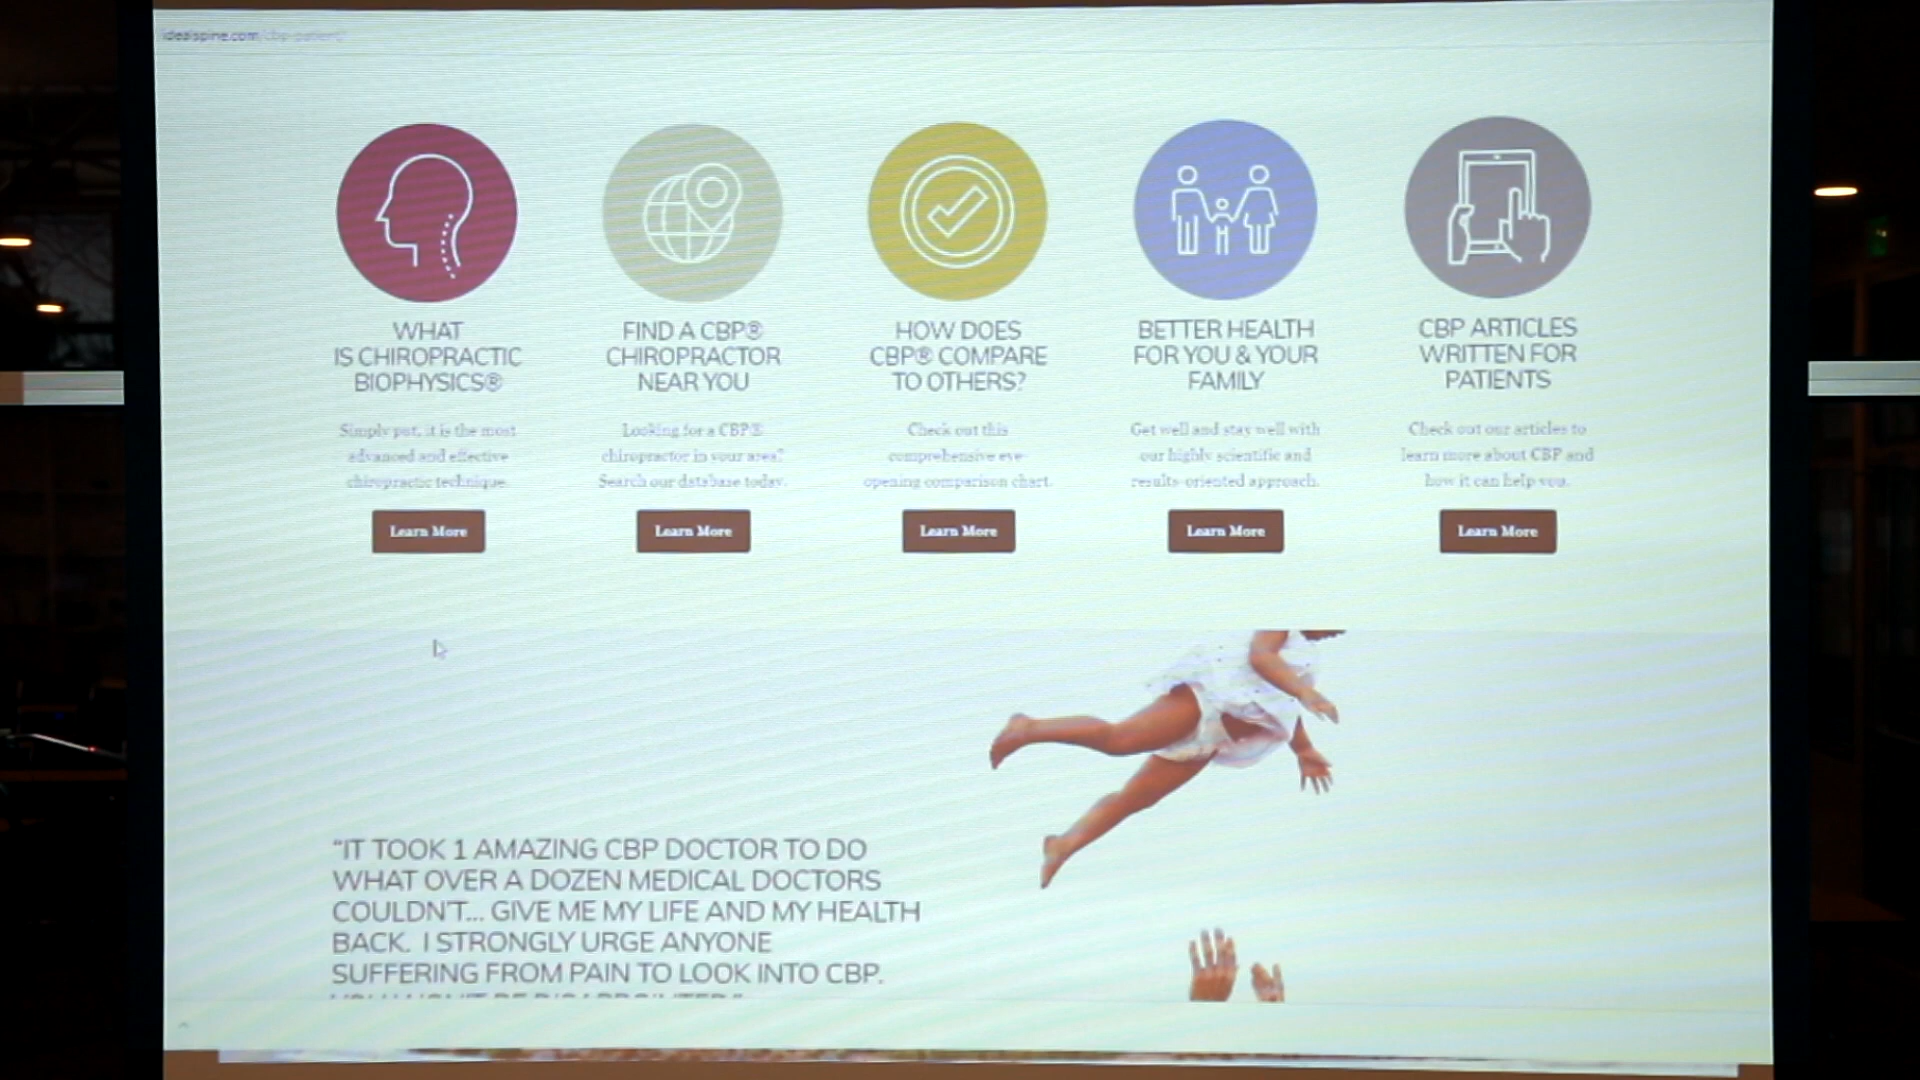 idealspine.com/cbp-patient/
WHAT
IS CHIROPRACTIC
BIOPHYSICS®
Simply put, it is the most
advanced and effective
chiropractic technique.
Learn More
FIND A CBP®
CHIROPRACTOR
NEAR YOU
Looking for a CBP®
chiropractor in your area?
Search our database today.
Learn More
HOW DOES
CBP® COMPARE
TO OTHERS?
Check out this
comprehensive eye-
opening comparison chart.
Learn More
BETTER HEALTH
FOR YOU & YOUR
FAMILY
Get well and stay well with
our highly scientific and
results-oriented approach.
Learn More
CBP ARTICLES
WRITTEN FOR
PATIENTS
Check out our articles to
learn more about CBP and
how it can help you.
Learn More
“IT TOOK 1 AMAZING CBP DOCTOR TO DO
WHAT OVER A DOZEN MEDICAL DOCTORS
COULDN'T... GIVE ME MY LIFE AND MY HEALTH
BACK. I STRONGLY URGE ANYONE
SUFFERING FROM PAIN TO LOOK INTO CBP.